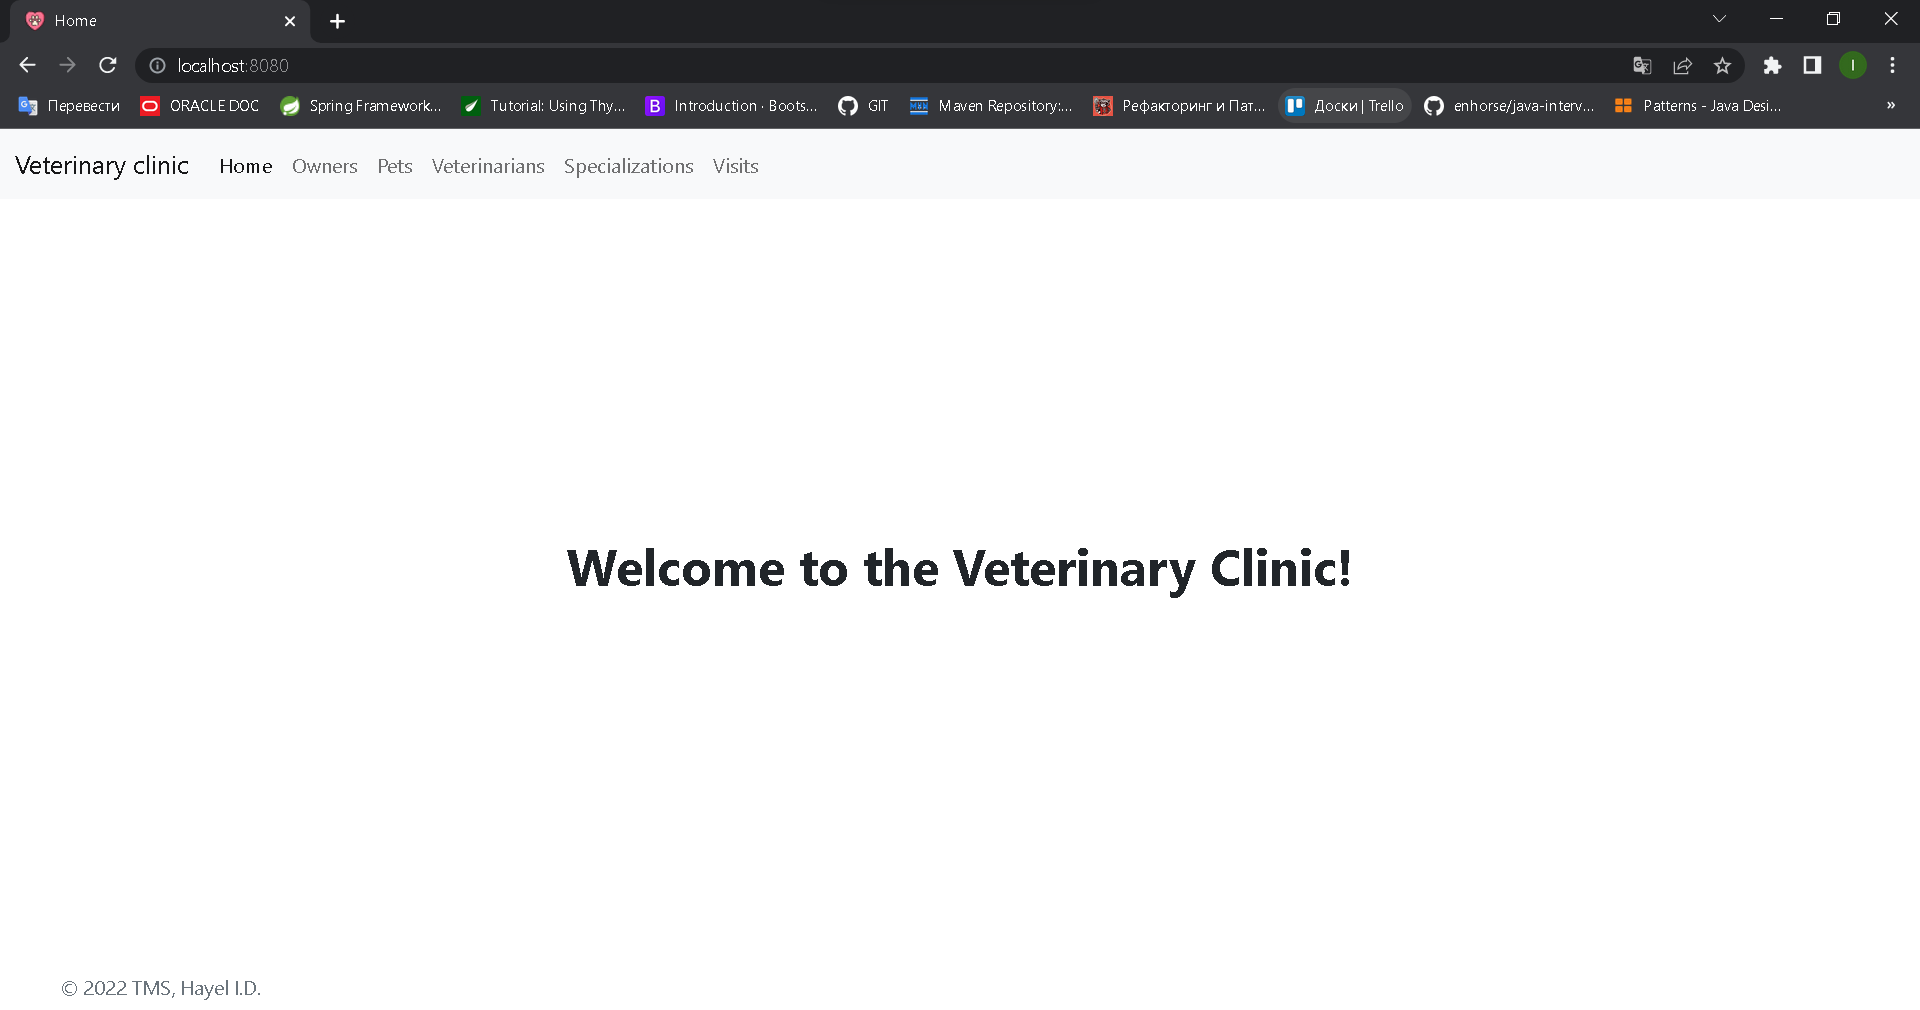 Home
localhost:8080
I
Перевести ORACLE DOC Spring Framework... Tutorial: Using Thy... Introduction · Boots... GIT Maven Repository:... Рефакторинг и Пат... Доски | Trello enhorse/java-interv... Patterns - Java Desi... »
Veterinary clinic Home Owners Pets Veterinarians Specializations Visits
Welcome to the Veterinary Clinic!
© 2022 TMS, Hayel I.D.